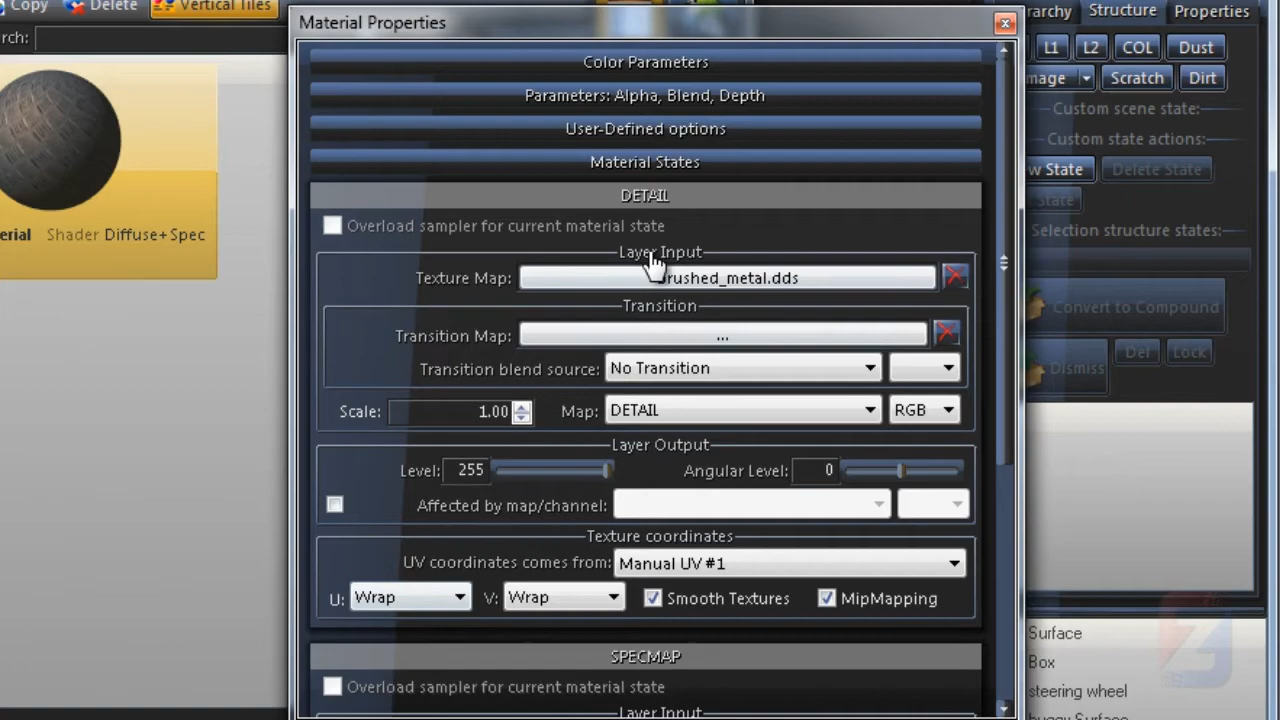 Copy Delete Vertical Tiles
Material Properties
Hierarchy Structure Properties
rch:
Color Parameters
L1 L2 COL Dust
mage Scratch Dirt
Parameters: Alpha, Blend, Depth
Custom scene state:
User-Defined options
Custom state actions:
Material States
w State Delete State
DETAIL
State
Overload sampler for current material state
erial Shader Diffuse+Spec
Selection structure states:
Layer Input
Texture Map: brushed_metal.dds
Transition
Convert to Compound
Transition Map: ...
Del Lock
Transition blend source: No Transition
Dismiss
Scale: 1.00 Map: DETAIL RGB
Layer Output
Level: 255 Angular Level: 0
Affected by map/channel:
Texture coordinates
UV coordinates comes from: Manual UV #1
U: Wrap V: Wrap Smooth Textures MipMapping
Surface
SPECMAP
Box
Overload sampler for current material state
steering wheel
Layer Input
buggy Surface